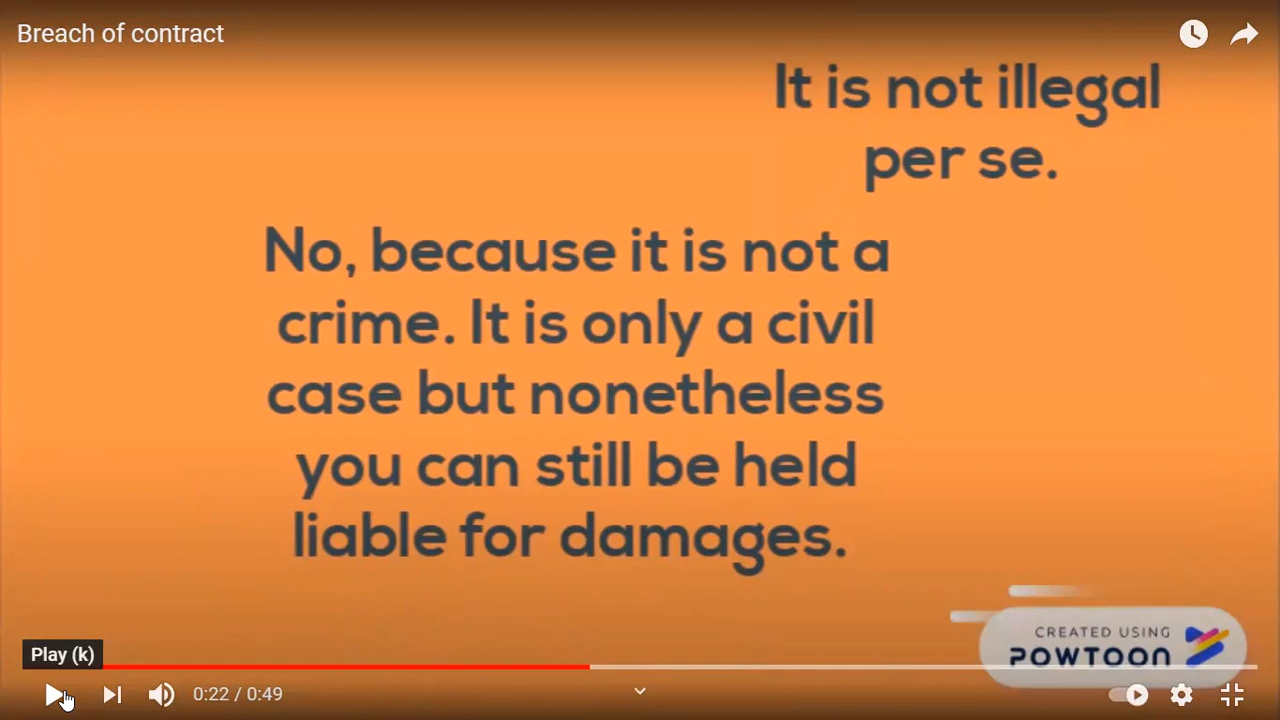 Breach of contract
It is not illegal
per se.
No, because it is not a
crime. It is only a civil
case but nonetheless
you can still be held
liable for damages.
CREATED USING
POWTOON
Play (k)
0:22 / 0:49